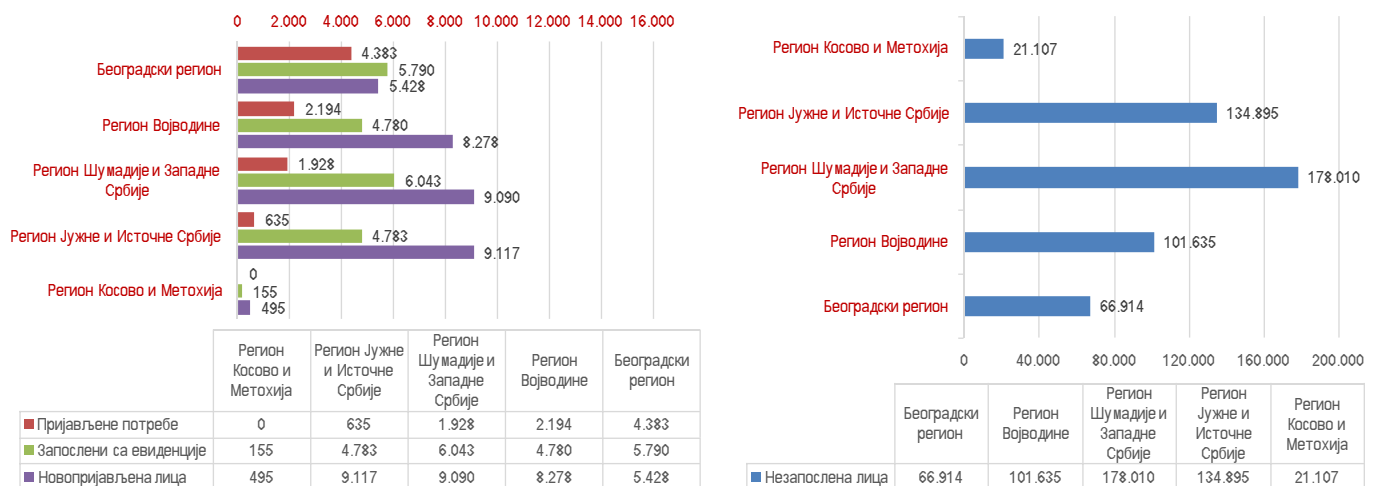 0 2.000 4.000 6.000 8.000 10.000 12.000 14.000 16.000
Београдски регион
4.383
5.790
5.428
Регион Војводине
2.194
4.780
8.278
Регион Шумадије и Западне
Србије
1.928
6.043
9.090
Регион Јужне и Источне Србије
635
4.783
9.117
Регион Косово и Метохија
0
155
495
Регион
Косово и
Метохија
Регион Јужне
и Источне
Србије
Регион
Шумадије и
Западне
Србије
Регион
Војводине
Београдски
регион
Пријављене потребе 0 635 1.928 2.194 4.383
Запослени са евиденције 155 4.783 6.043 4.780 5.790
Новопријављена лица 495 9.117 9.090 8.278 5.428
Регион Косово и Метохија 21.107
Регион Јужне и Источне Србије 134.895
Регион Шумадије и Западне
Србије
178.010
Регион Војводине 101.635
Београдски регион 66.914
0 40.000 80.000 120.000 160.000 200.000
Београдски
регион
Регион
Војводине
Регион
Шумадије и
Западне
Србије
Регион
Јужне и
Источне
Србије
Регион
Косово и
Метохија
Незапослена лица 66.914 101.635 178.010 134.895 21.107